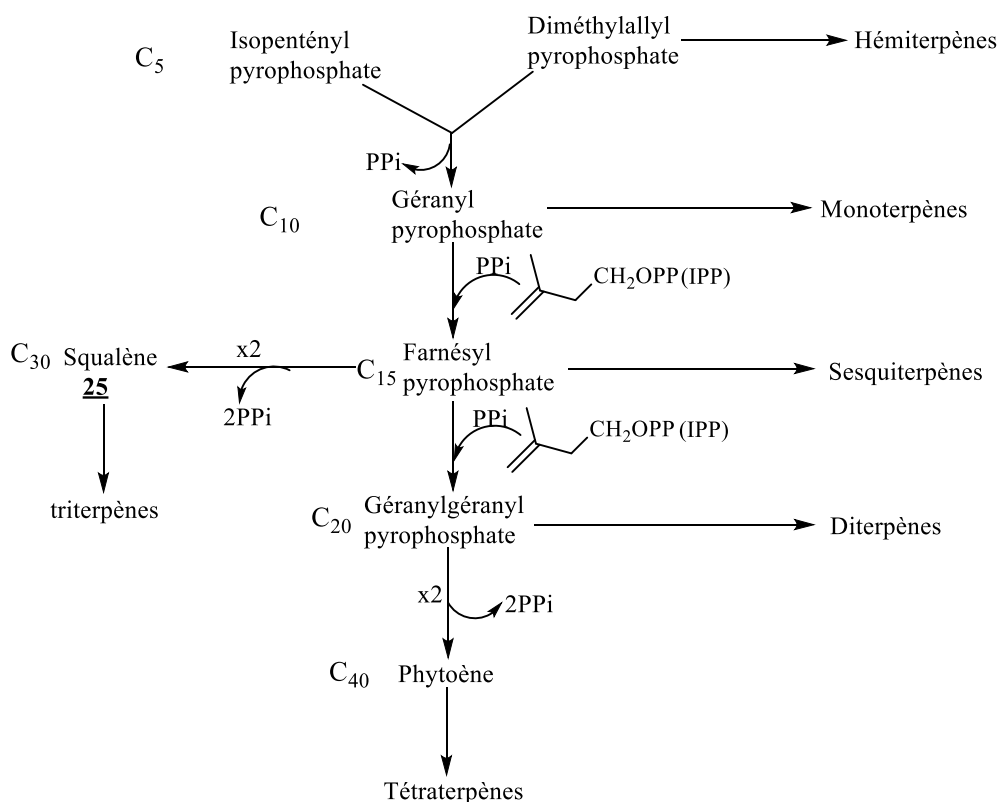 C5
Isopentényl
pyrophosphate
Diméthylallyl
pyrophosphate
Hémiterpènes
PPi
C10
Géranyl
pyrophosphate
Monoterpènes
PPi
CH2OPP (IPP)
C30 Squalène
25
x2
2PPi
C15
Farnésyl
pyrophosphate
Sesquiterpènes
PPi
CH2OPP (IPP)
triterpènes
C20
Géranylgéranyl
pyrophosphate
Diterpènes
x2
2PPi
C40 Phytoène
Tétraterpènes